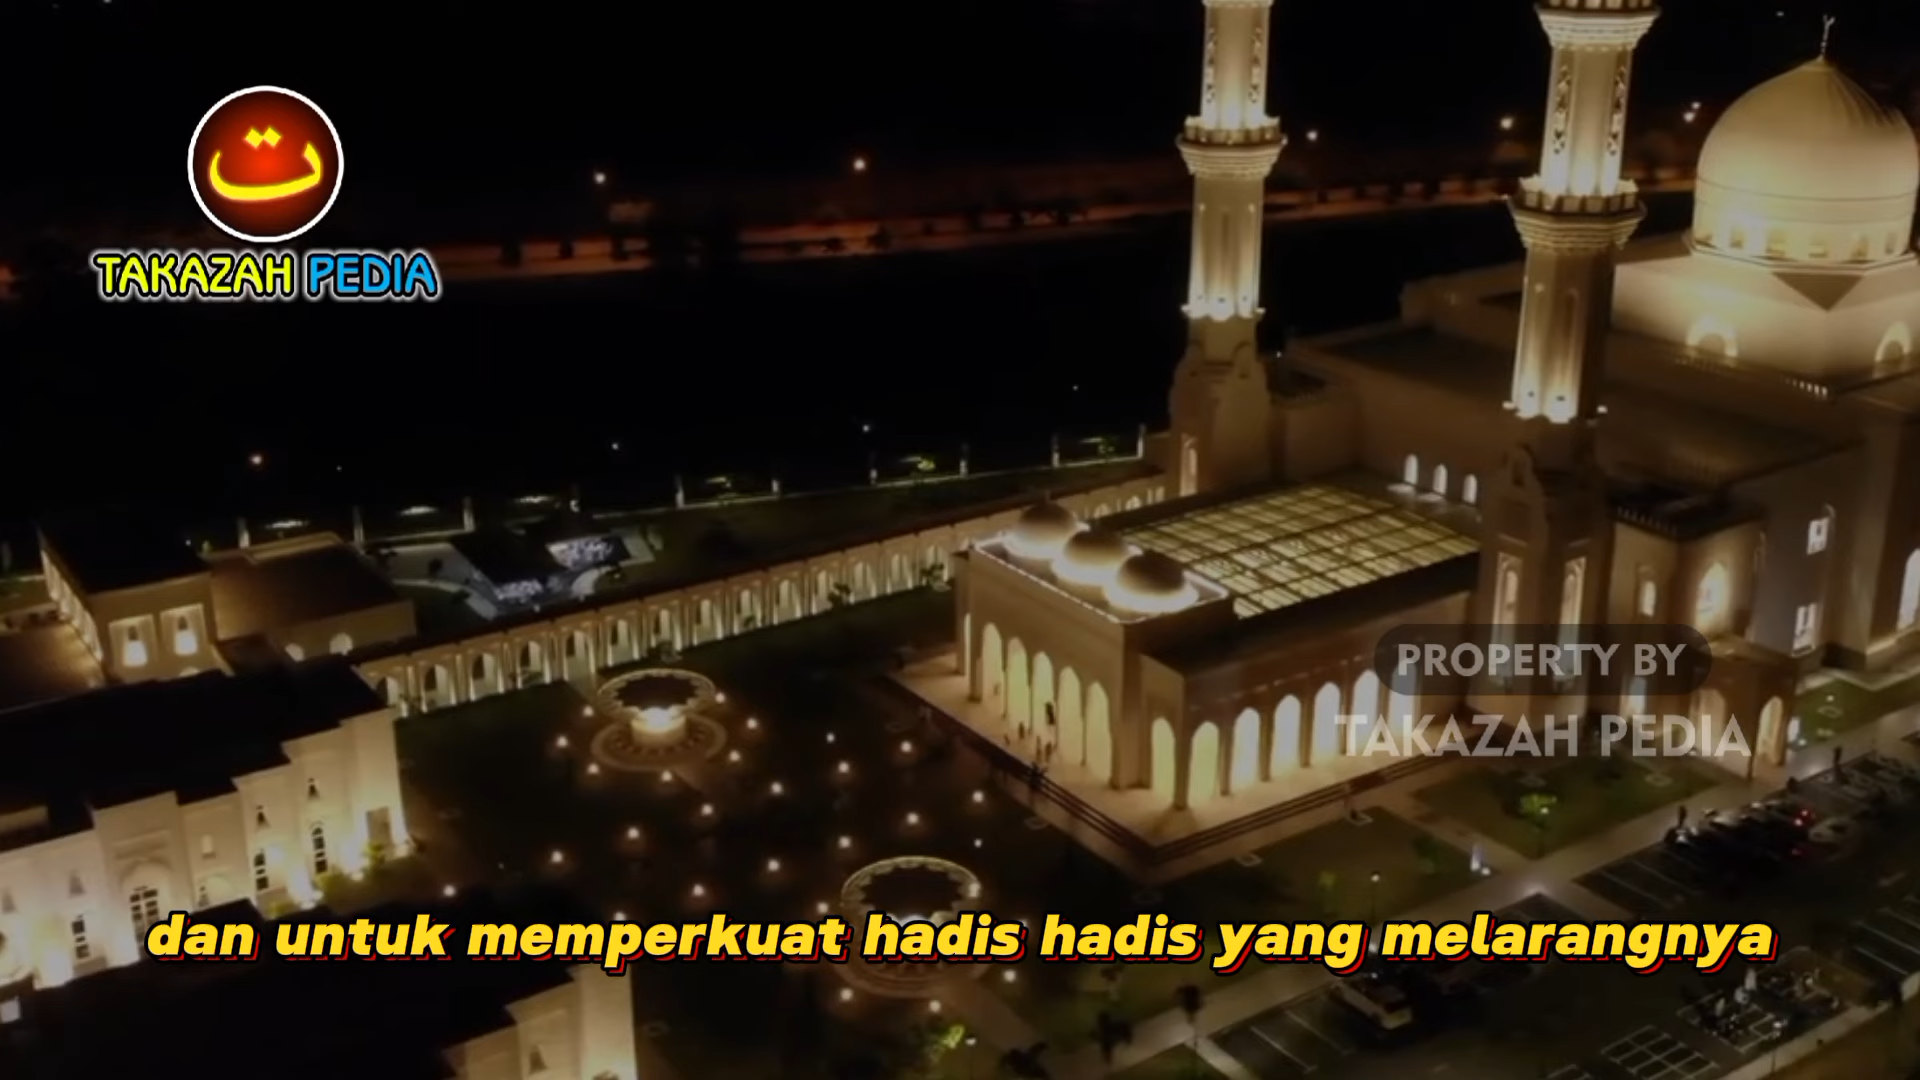 ت
TAKAZAH PEDIA
PROPERTY BY
TAKAZAH PEDIA
dan untuk memperkuat hadis hadis yang melarangnya